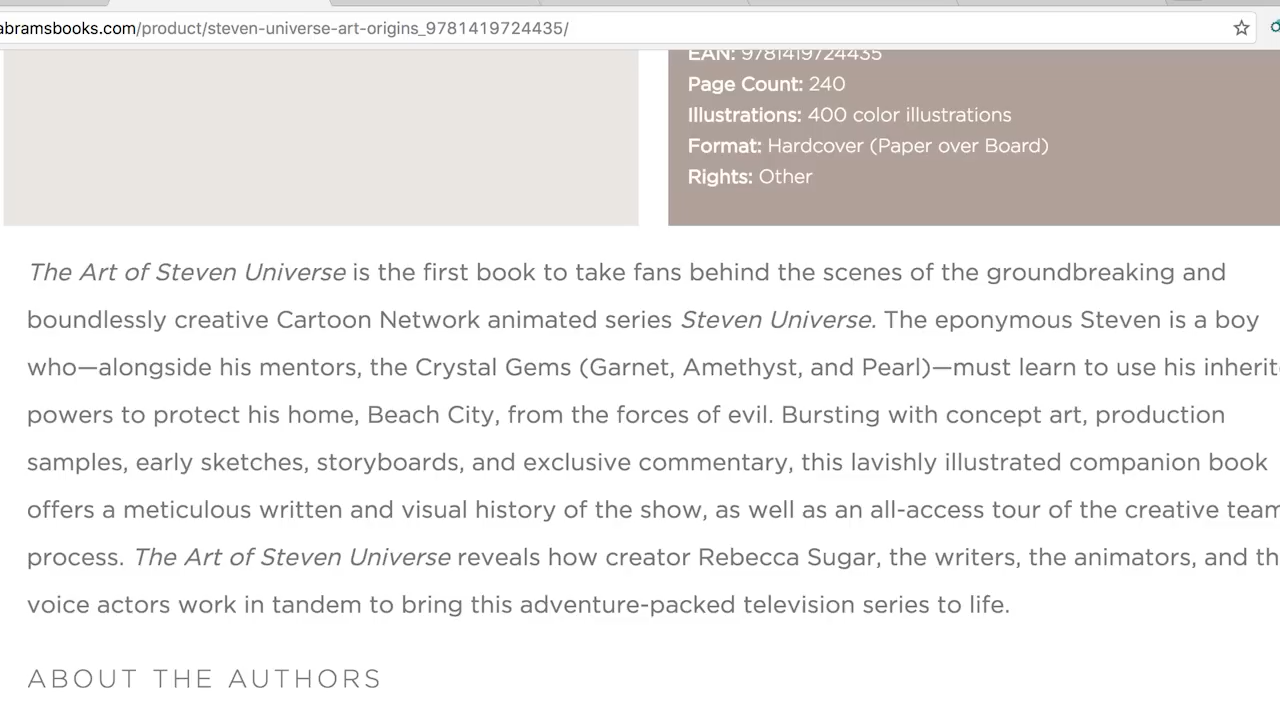 abramsbooks.com/product/steven-universe-art-origins_9781419724435/
EAN: 9781419724435
Page Count: 240
Illustrations: 400 color illustrations
Format: Hardcover (Paper over Board)
Rights: Other
The Art of Steven Universe is the first book to take fans behind the scenes of the groundbreaking and
boundlessly creative Cartoon Network animated series Steven Universe. The eponymous Steven is a boy
who—alongside his mentors, the Crystal Gems (Garnet, Amethyst, and Pearl)—must learn to use his inherit
powers to protect his home, Beach City, from the forces of evil. Bursting with concept art, production
samples, early sketches, storyboards, and exclusive commentary, this lavishly illustrated companion book
offers a meticulous written and visual history of the show, as well as an all-access tour of the creative team
process. The Art of Steven Universe reveals how creator Rebecca Sugar, the writers, the animators, and th
voice actors work in tandem to bring this adventure-packed television series to life.
ABOUT THE AUTHORS